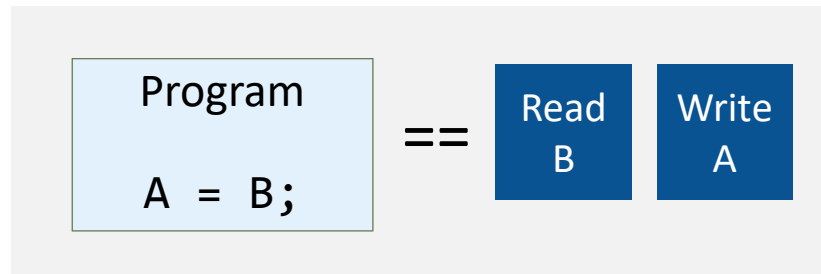 Program
A = B;
==
Read
B
Write
A